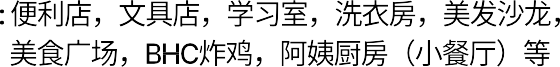 : 便利店，文具店，学习室，洗衣房，美发沙龙，
美食广场，BHC炸鸡，阿姨厨房（小餐厅）等